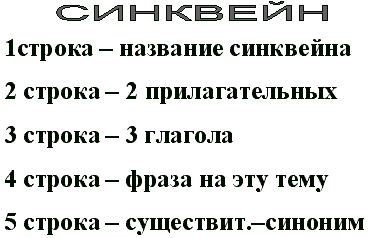 СИНКВЕЙН
1строка – название синквейна
2 строка – 2 прилагательных
3 строка – 3 глагола
4 строка – фраза на эту тему
5 строка – существит.–синоним